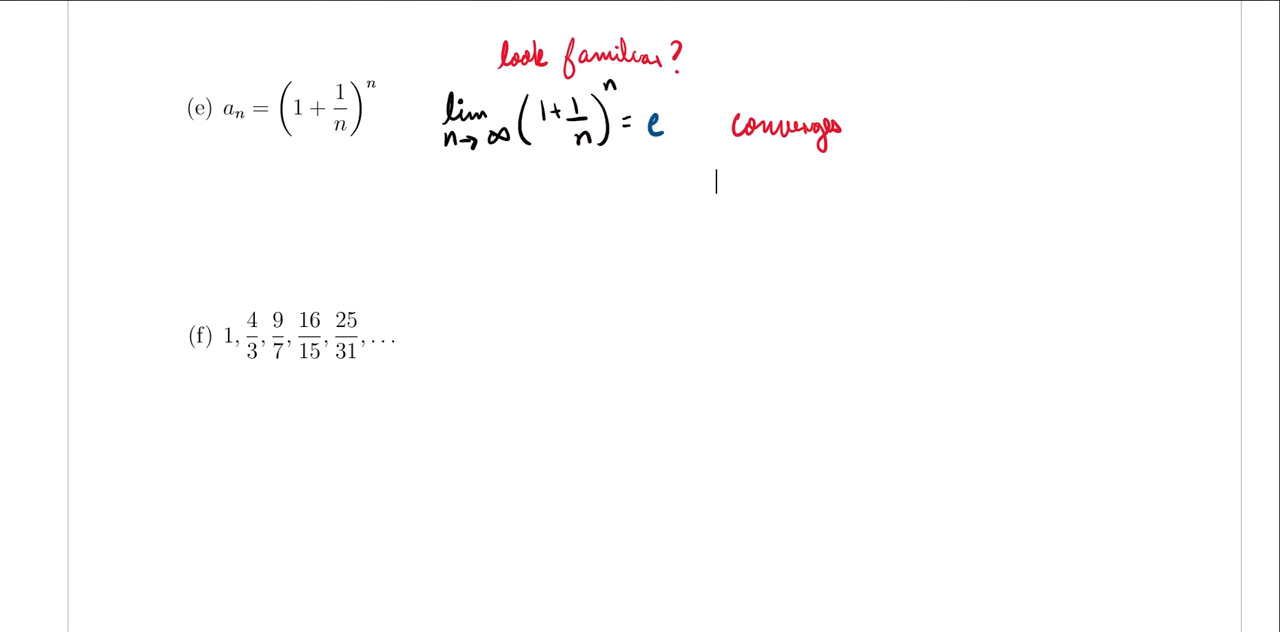 look familiar?
(e) aₙ = (1 + 1/n)ⁿ lim n→∞ (1 + 1/n)ⁿ = e converges
(f) 1, 4/3, 9/7, 16/15, 25/31, ...